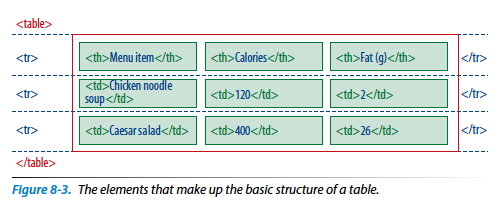 <table>
<tr> <th>Menu item</th> <th>Calories</th> <th>Fat (g)</th> </tr>
<tr> <td>Chicken noodle
soup</td> <td>120</td> <td>2</td> </tr>
<tr> <td>Caesar salad</td> <td>400</td> <td>26</td> </tr>
</table>
Figure 8-3. The elements that make up the basic structure of a table.